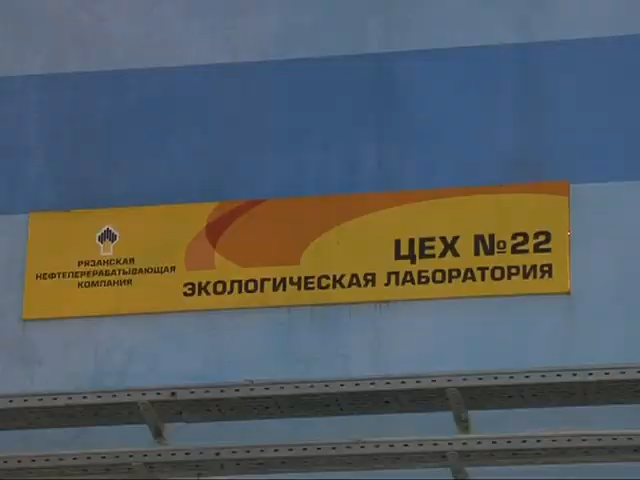 РЯЗАНСКАЯ
НЕФТЕПЕРЕРАБАТЫВАЮЩАЯ
КОМПАНИЯ
ЦЕХ №22
ЭКОЛОГИЧЕСКАЯ ЛАБОРАТОРИЯ